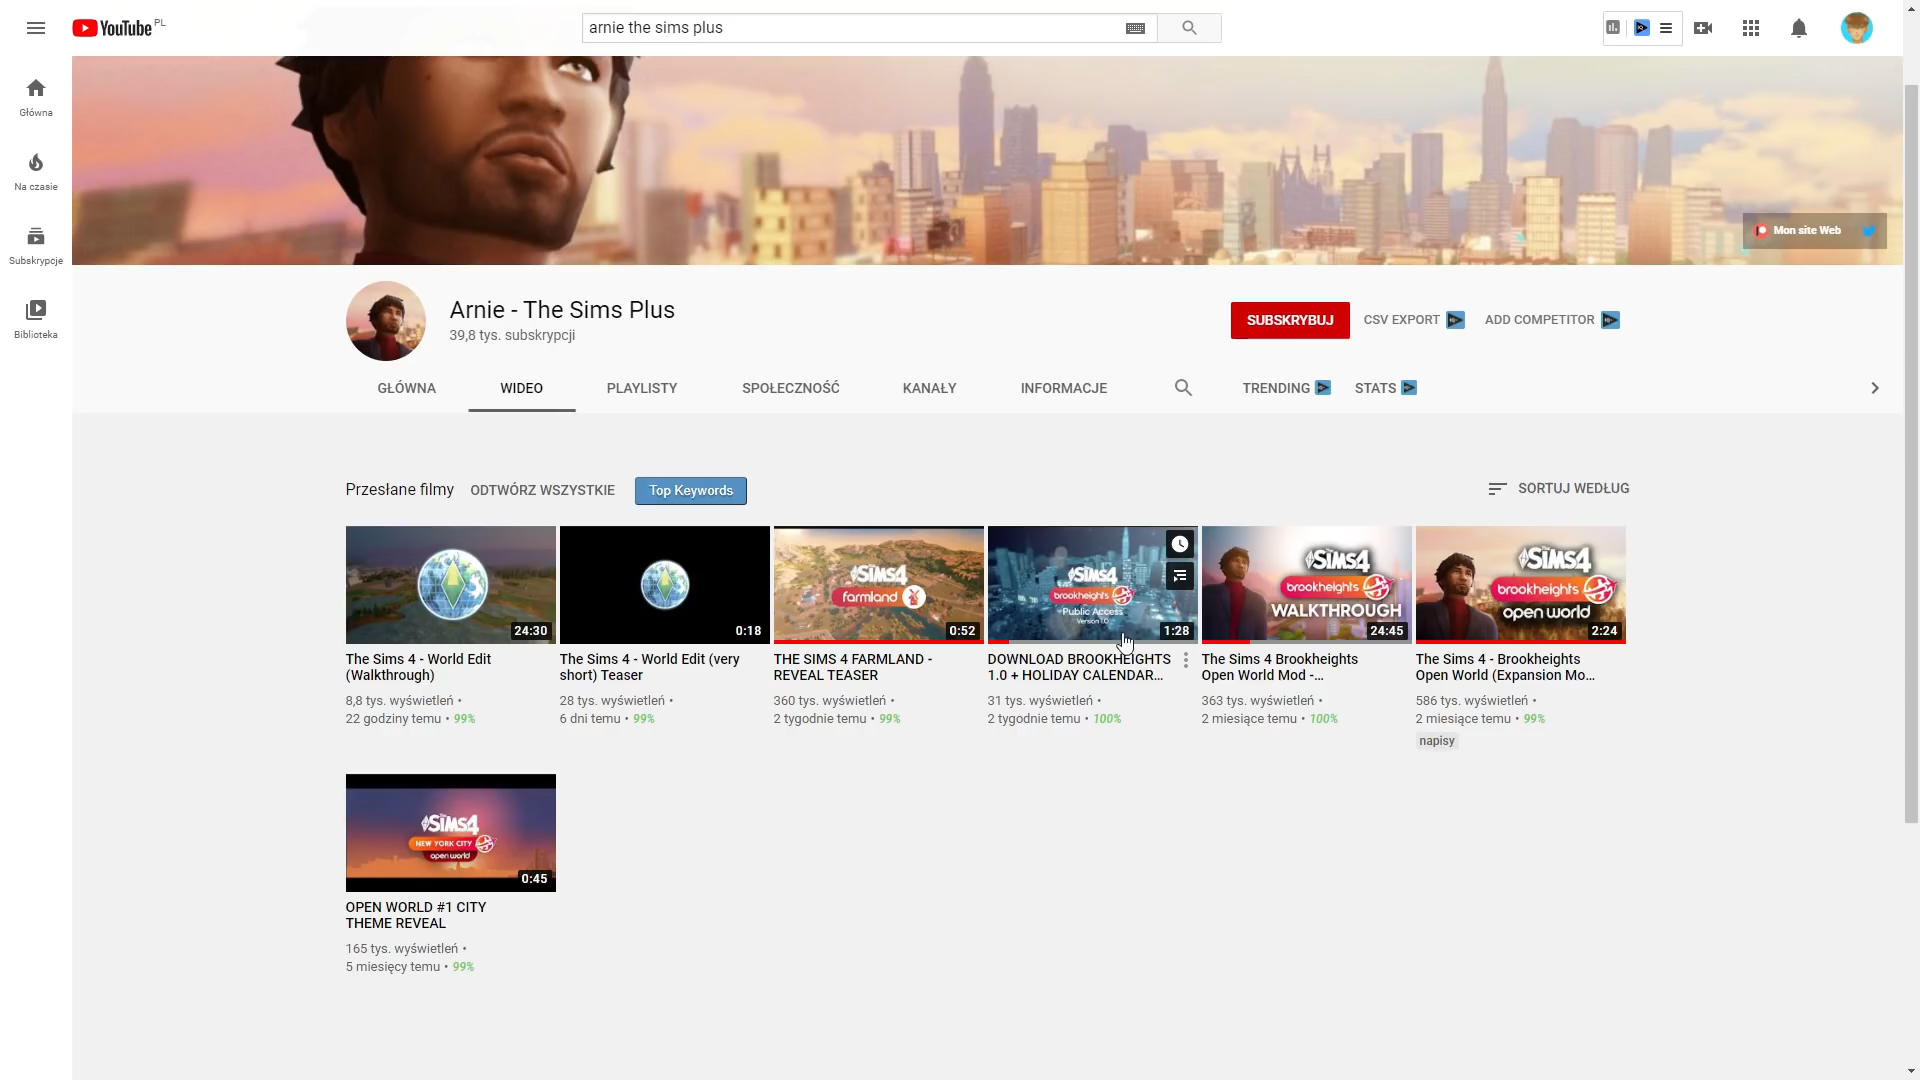 YouTube PL
arnie the sims plus
Główna
Na czasie
Subskrypcje
Biblioteka
Mon site Web
Arnie - The Sims Plus
39,8 tys. subskrypcji
SUBSKRYBUJ
CSV EXPORT
ADD COMPETITOR
GŁÓWNA
WIDEO
PLAYLISTY
SPOŁECZNOŚĆ
KANAŁY
INFORMACJE
TRENDING
STATS
Przesłane filmy
ODTWÓRZ WSZYSTKIE
Top Keywords
SORTUJ WEDŁUG
24:30
The Sims 4 - World Edit
(Walkthrough)
8,8 tys. wyświetleń •
22 godziny temu • 99%
0:18
The Sims 4 - World Edit (very
short) Teaser
28 tys. wyświetleń •
6 dni temu • 99%
The SIMS 4
farmland
0:52
THE SIMS 4 FARMLAND -
REVEAL TEASER
360 tys. wyświetleń •
2 tygodnie temu • 99%
The SIMS 4
brookheights
Public Access
Version 1.0
1:28
DOWNLOAD BROOKHEIGHTS
1.0 + HOLIDAY CALENDAR...
31 tys. wyświetleń •
2 tygodnie temu • 100%
The SIMS 4
brookheights
WALKTHROUGH
24:45
The Sims 4 Brookheights
Open World Mod -...
363 tys. wyświetleń •
2 miesiące temu • 100%
The SIMS 4
brookheights
open world
2:24
The Sims 4 - Brookheights
Open World (Expansion Mo...
586 tys. wyświetleń •
2 miesiące temu • 99%
napisy
The SIMS 4
NEW YORK CITY
open world
0:45
OPEN WORLD #1 CITY
THEME REVEAL
165 tys. wyświetleń •
5 miesięcy temu • 99%